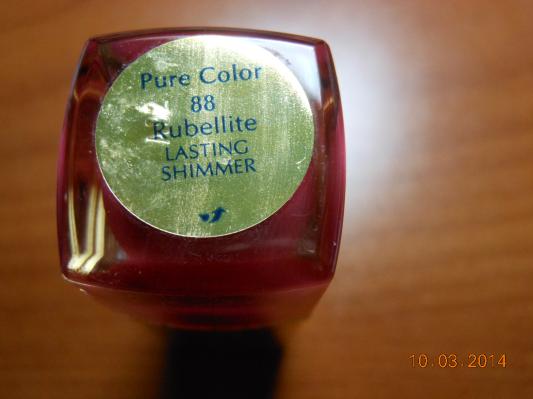 Pure Color
88
Rubellite
LASTING
SHIMMER
10.03.2014